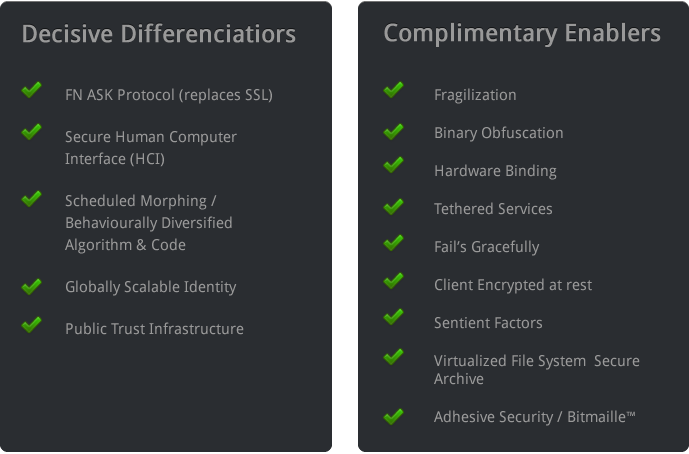 Decisive Differenciatiors
FN ASK Protocol (replaces SSL)
Secure Human Computer
Interface (HCI)
Scheduled Morphing /
Behaviourally Diversified
Algorithm & Code
Globally Scalable Identity
Public Trust Infrastructure
Complimentary Enablers
Fragilization
Binary Obfuscation
Hardware Binding
Tethered Services
Fail's Gracefully
Client Encrypted at rest
Sentient Factors
Virtualized File System  Secure
Archive
Adhesive Security / Bitmaille™